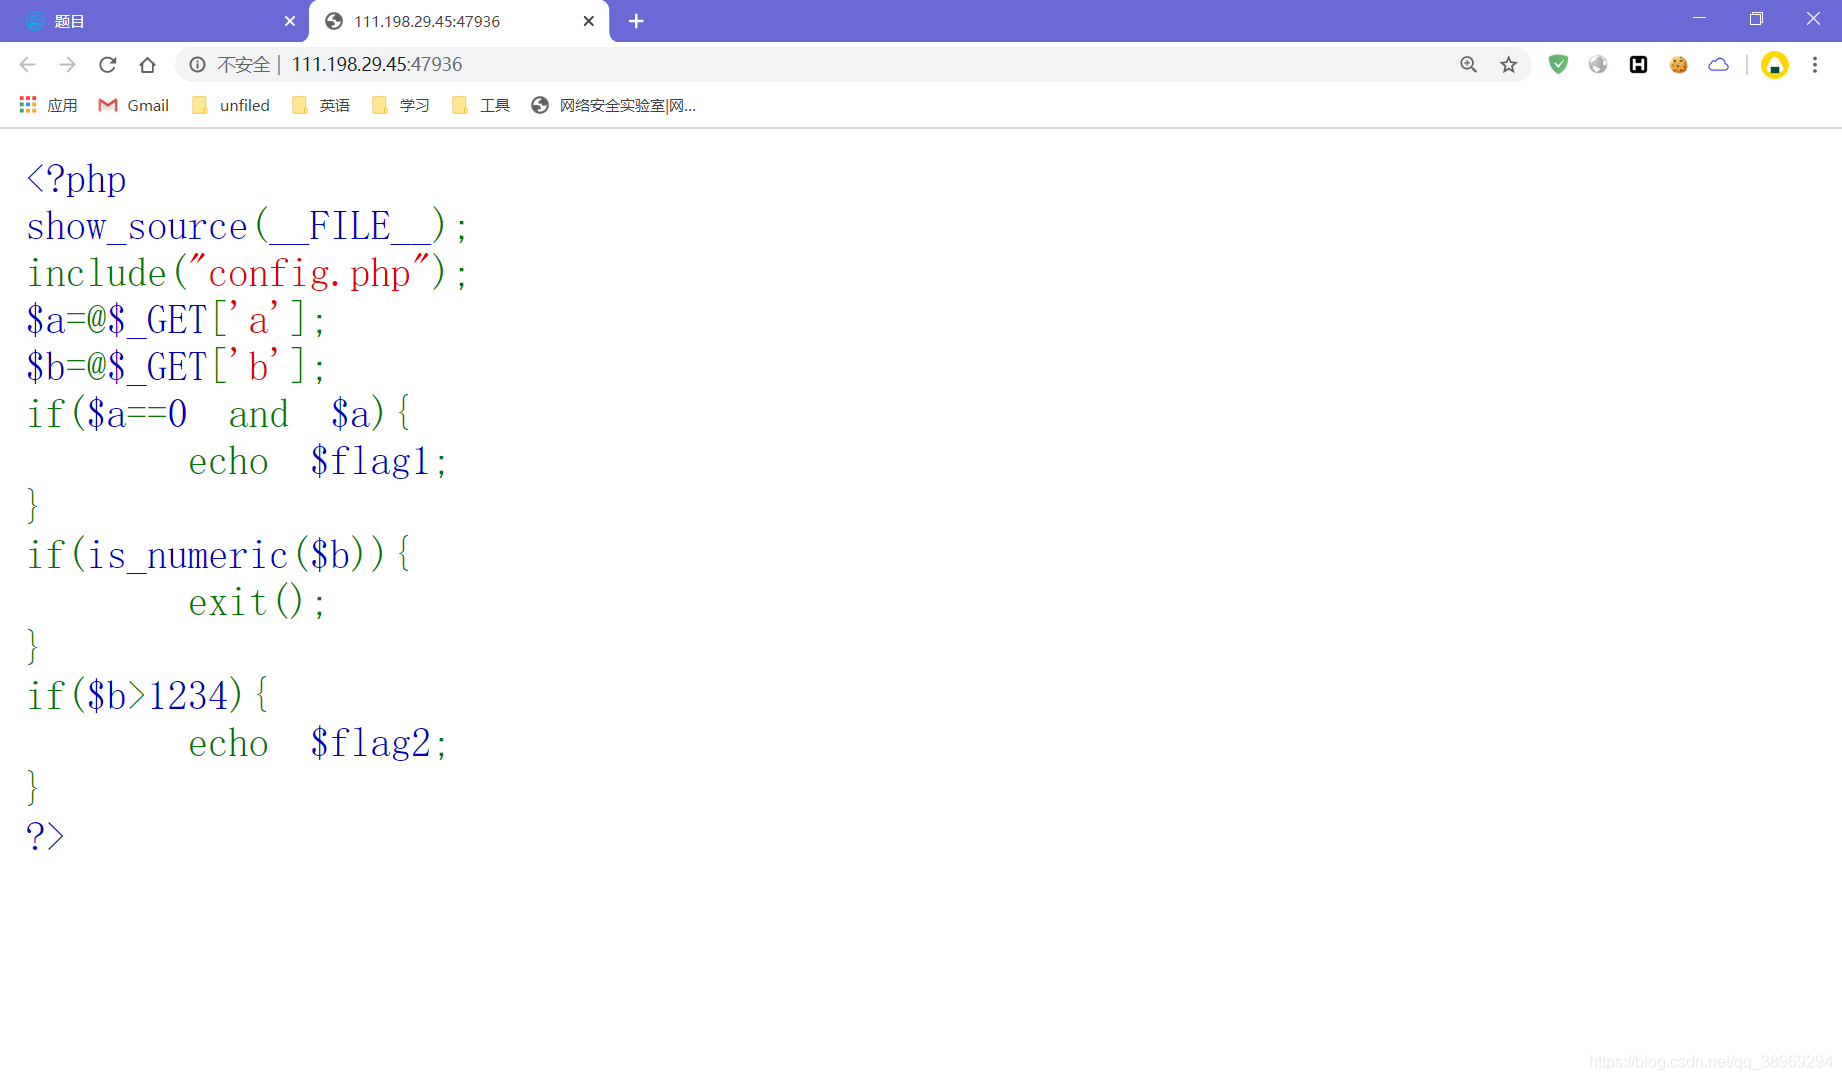 题目
111.198.29.45:47936
不安全 | 111.198.29.45:47936
应用 Gmail unfiled 英语 学习 工具 网络安全实验室|网...
<?php
show_source(__FILE__);
include("config.php");
$a=@$_GET['a'];
$b=@$_GET['b'];
if($a==0 and $a){
echo $flag1;
}
if(is_numeric($b)){
exit();
}
if($b>1234){
echo $flag2;
}
?>
https://blog.csdn.net/qq_38969294